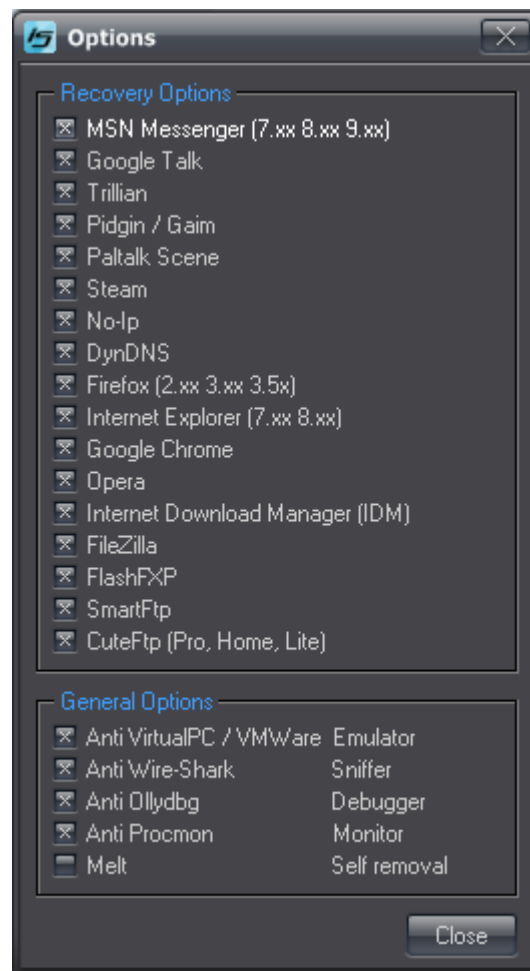 Options
Recovery Options
MSN Messenger (7.xx 8.xx 9.xx)
Google Talk
Trillian
Pidgin / Gaim
Paltalk Scene
Steam
No-Ip
DynDNS
Firefox (2.xx 3.xx 3.5x)
Internet Explorer (7.xx 8.xx)
Google Chrome
Opera
Internet Download Manager (IDM)
FileZilla
FlashFXP
SmartFtp
CuteFtp (Pro, Home, Lite)
General Options
Anti VirtualPC / VMWare Emulator
Anti Wire-Shark Sniffer
Anti Ollydbg Debugger
Anti Procmon Monitor
Melt Self removal
Close